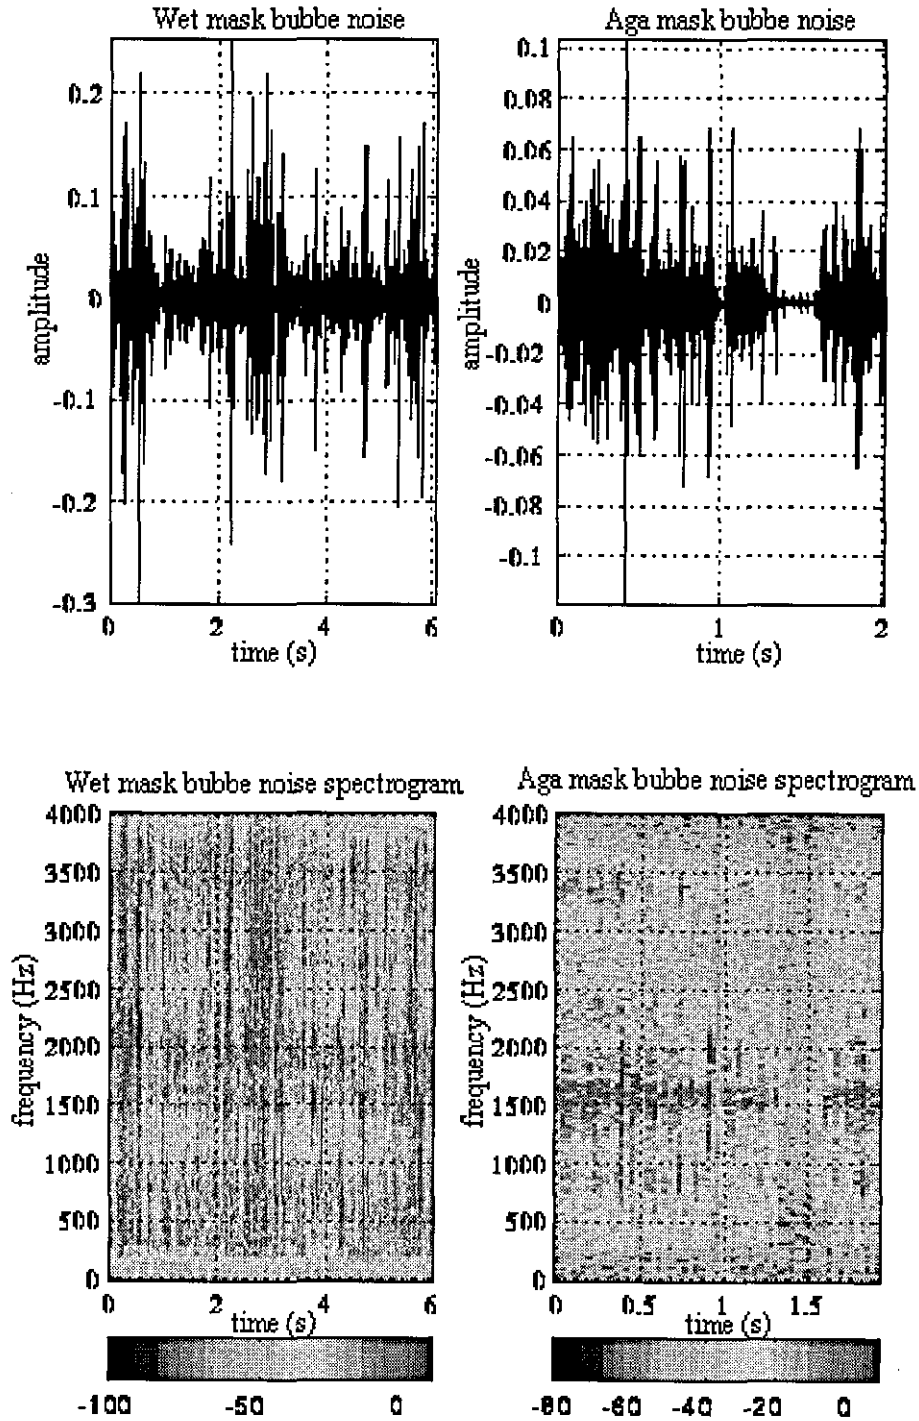 Wet mask bubbe noise
0.2
0.1
0
-0.1
-0.2
-0.3
amplitude
0 2 4 6
time (s)
Aga mask bubbe noise
0.1
0.08
0.06
0.04
0.02
0
-0.02
-0.04
-0.06
-0.08
-0.1
amplitude
0 1 2
time (s)
Wet mask bubbe noise spectrogram
4000
3500
3000
2500
2000
1500
1000
500
0
frequency (Hz)
0 2 4 6
time (s)
-100 -50 0
Aga mask bubbe noise spectrogram
4000
3500
3000
2500
2000
1500
1000
500
0
frequency (Hz)
0 0.5 1 1.5
time (s)
-80 -60 -40 -20 0